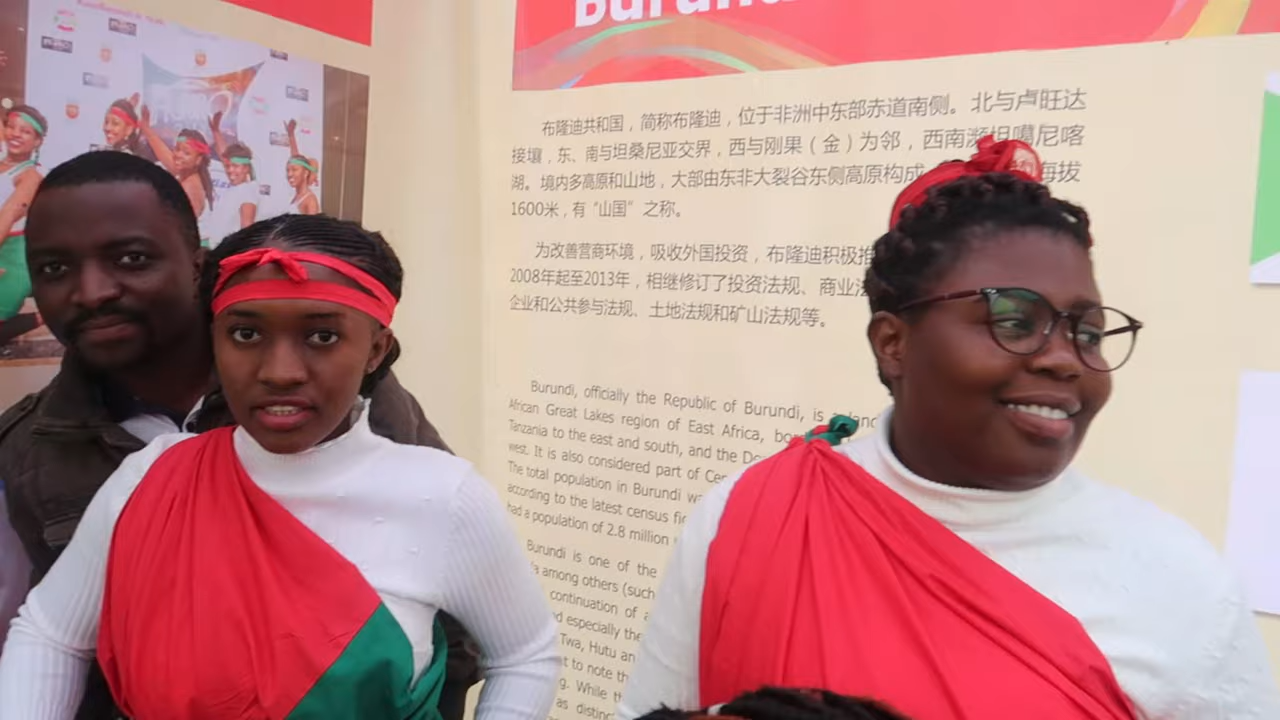 Burund
布隆迪共和国，简称布隆迪，位于非洲中东部赤道南侧。北与卢旺达
接壤，东、南与坦桑尼亚交界，西与刚果（金）为邻，西南濒坦噶尼喀
湖。境内多高原和山地，大部由东非大裂谷东侧高原构成 海拔
1600米，有“山国”之称。
为改善营商环境，吸收外国投资，布隆迪积极推
2008年起至2013年，相继修订了投资法规、商业法
企业和公共参与法规、土地法规和矿山法规等。
Burundi, officially the Republic of Burundi, is a
African Great Lakes region of East Africa, bo
Tanzania to the east and south, and the De
west. It is also considered part of Cen
The total population in Burundi wa
according to the latest census fi
had a population of 2.8 million
Burundi is one of the
a among others (such
continuation of a
d especially the
Twa, Hutu an
t to note th
g. While th
as distinc